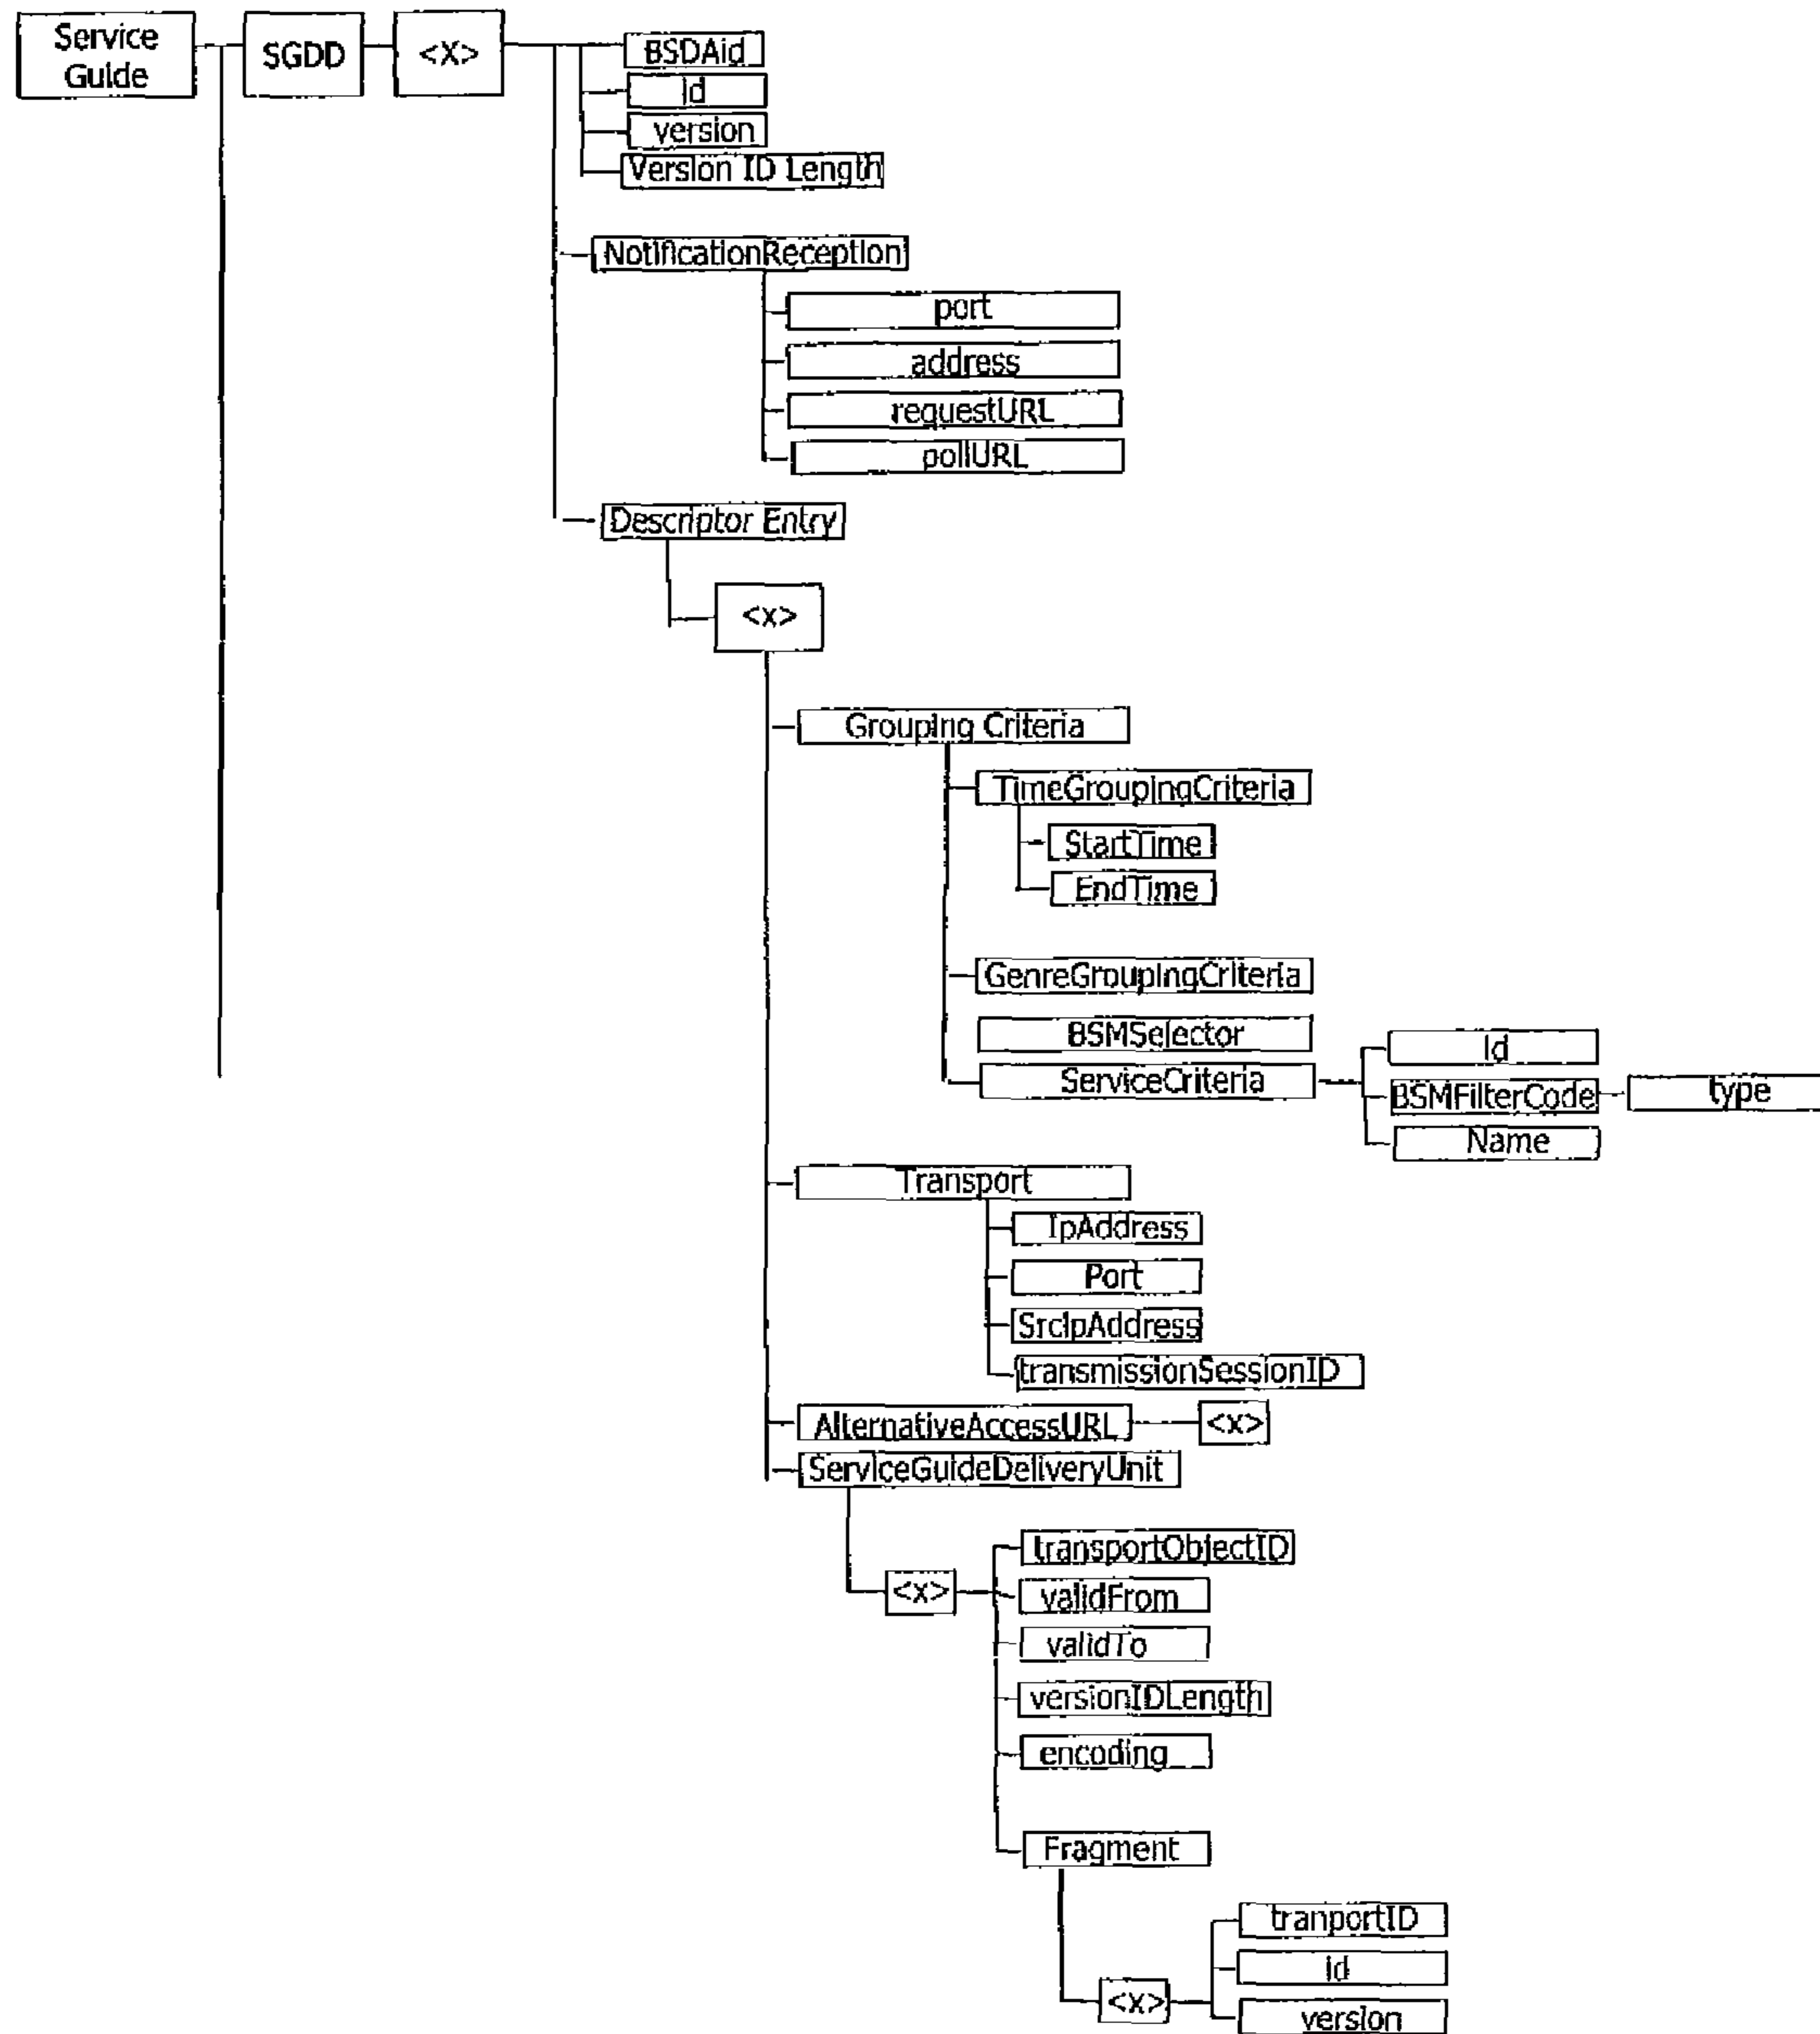 Service
Guide
SGDD
<X>
BSDAid
id
version
Version ID Length
NotificationReception
port
address
requestURL
pollURL
Descriptor Entry
<x>
Grouping Criteria
TimeGroupingCriteria
StartTime
EndTime
GenreGroupingCriteria
BSMSelector
ServiceCriteria
id
BSMFilterCode
type
Name
Transport
IpAddress
Port
SrcIpAddress
transmissionSessionID
AlternativeAccessURL
<x>
ServiceGuideDeliveryUnit
<x>
transportObjectID
validFrom
validTo
versionIDLength
encoding
Fragment
<x>
tranportID
id
version